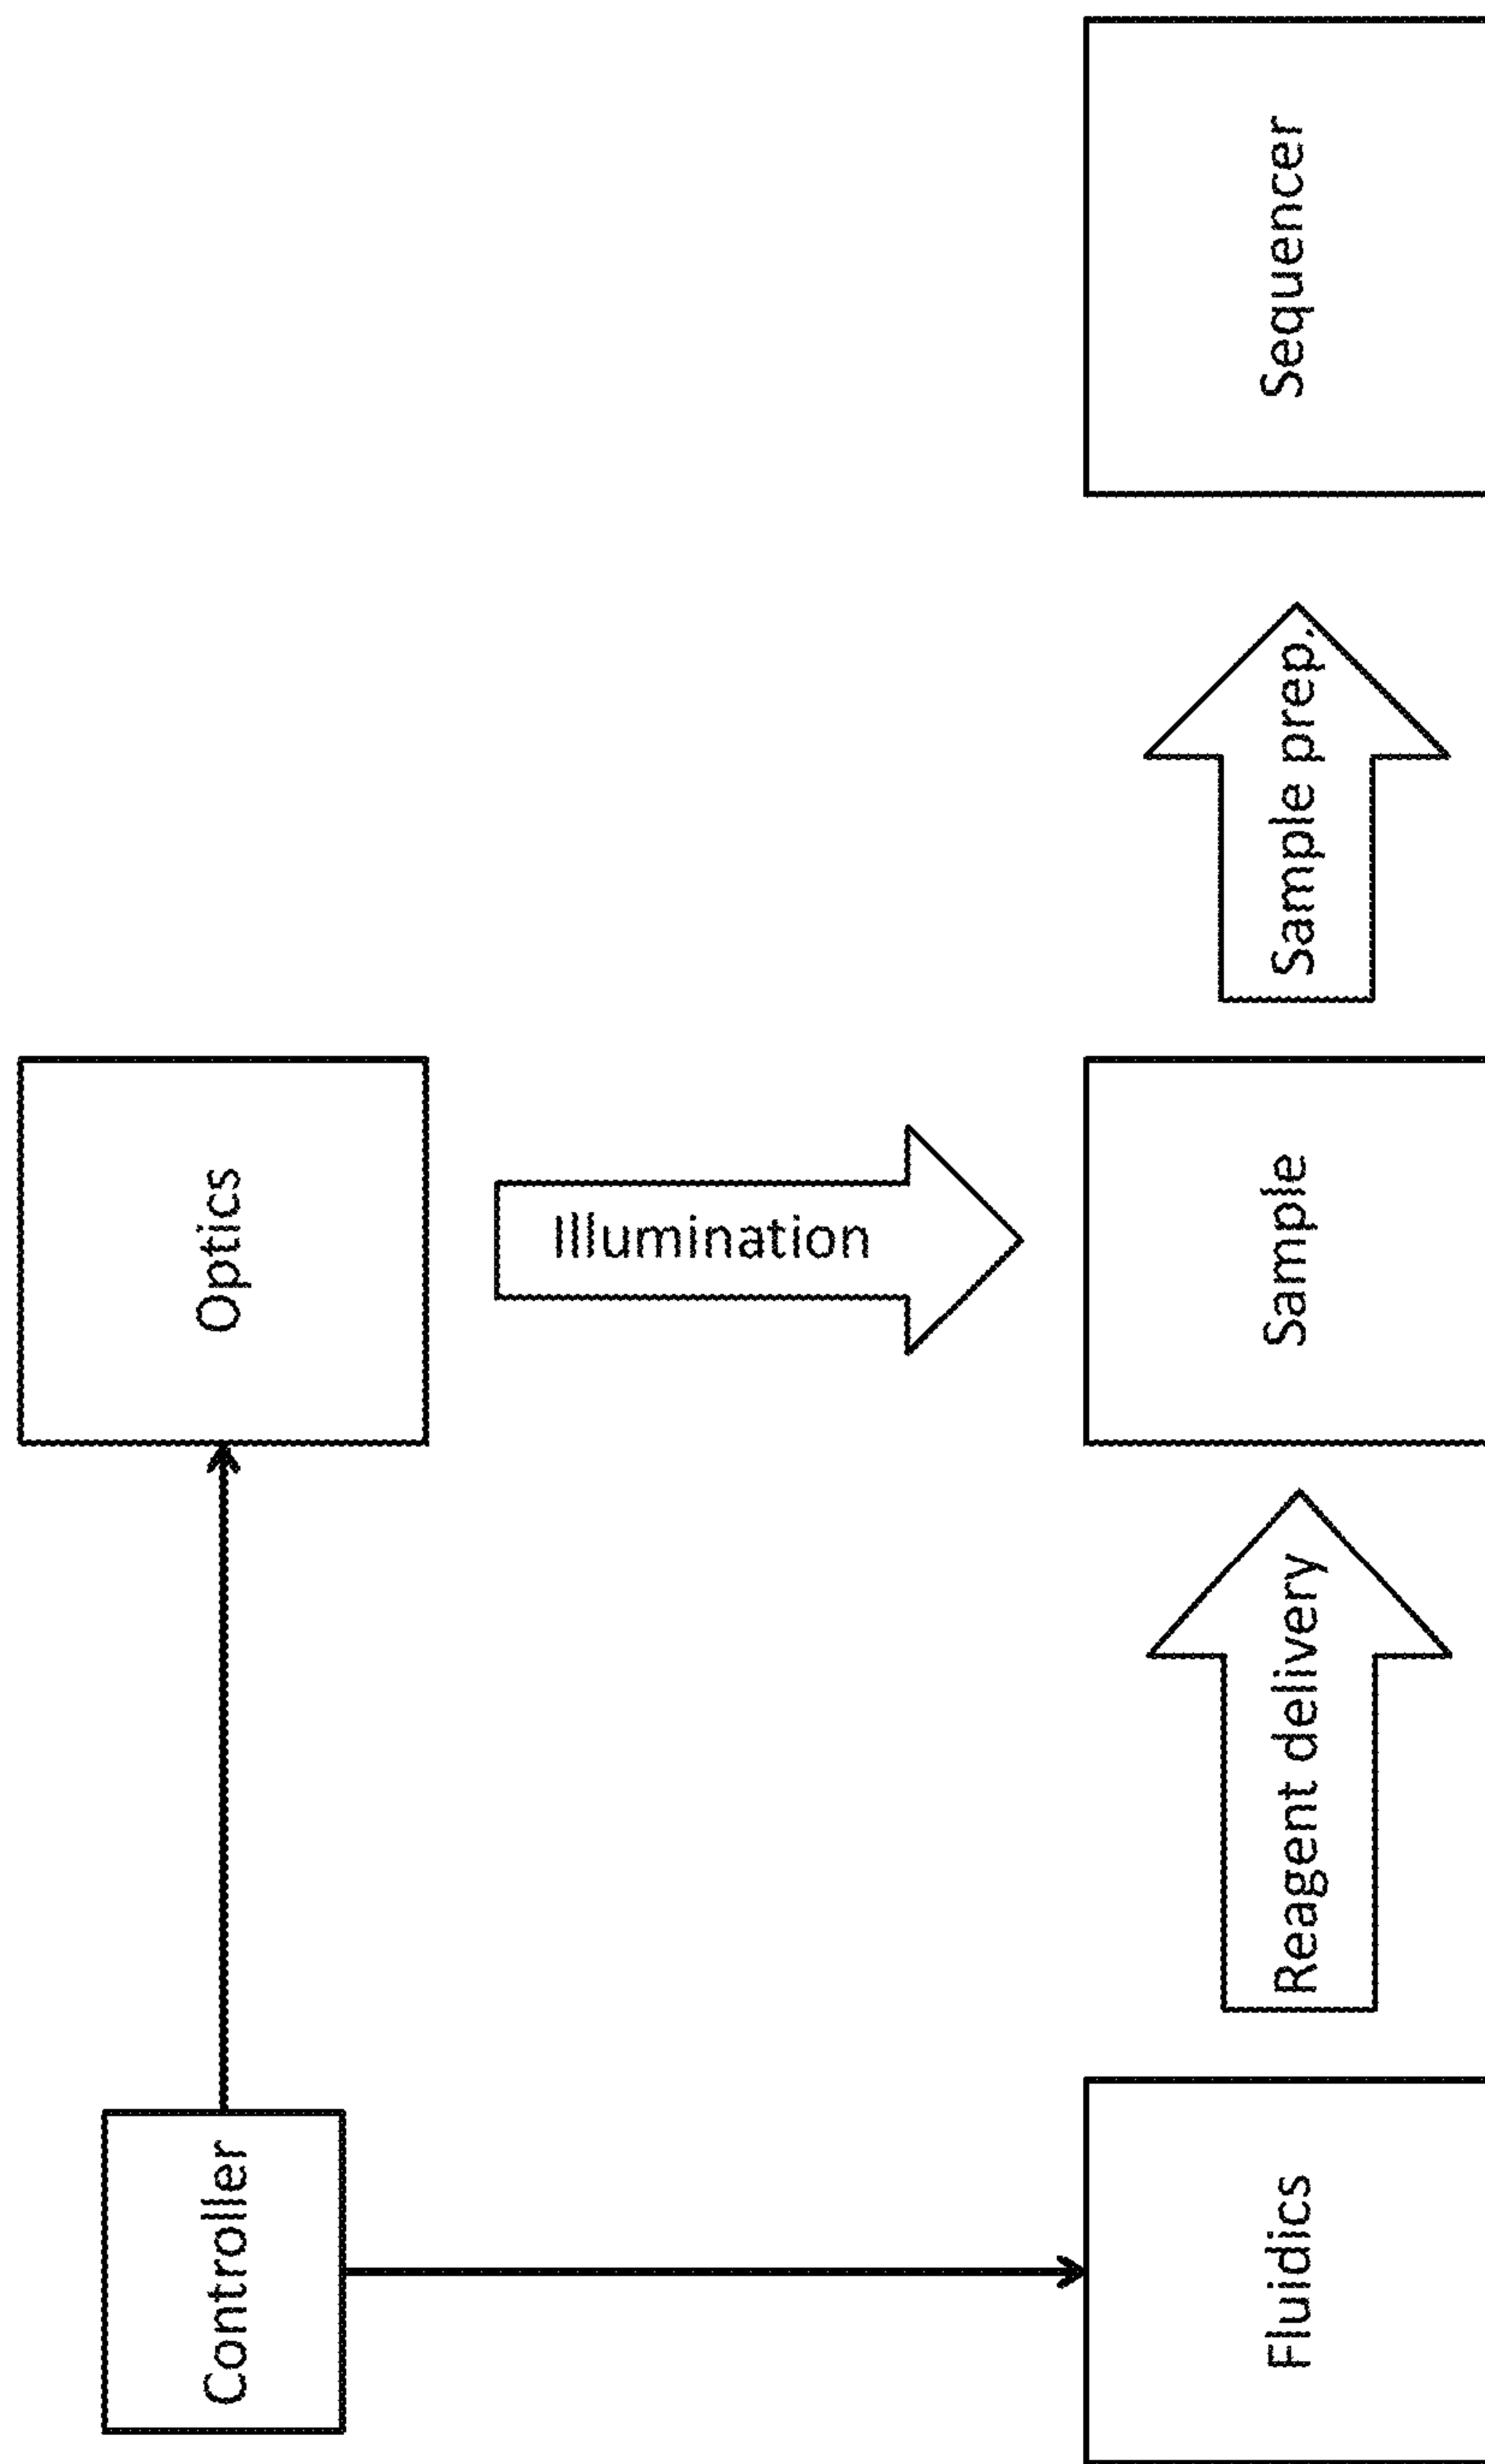 Controller
Optics
Illumination
Fluidics
Reagent delivery
Sample
Sample prep,
Sequencer